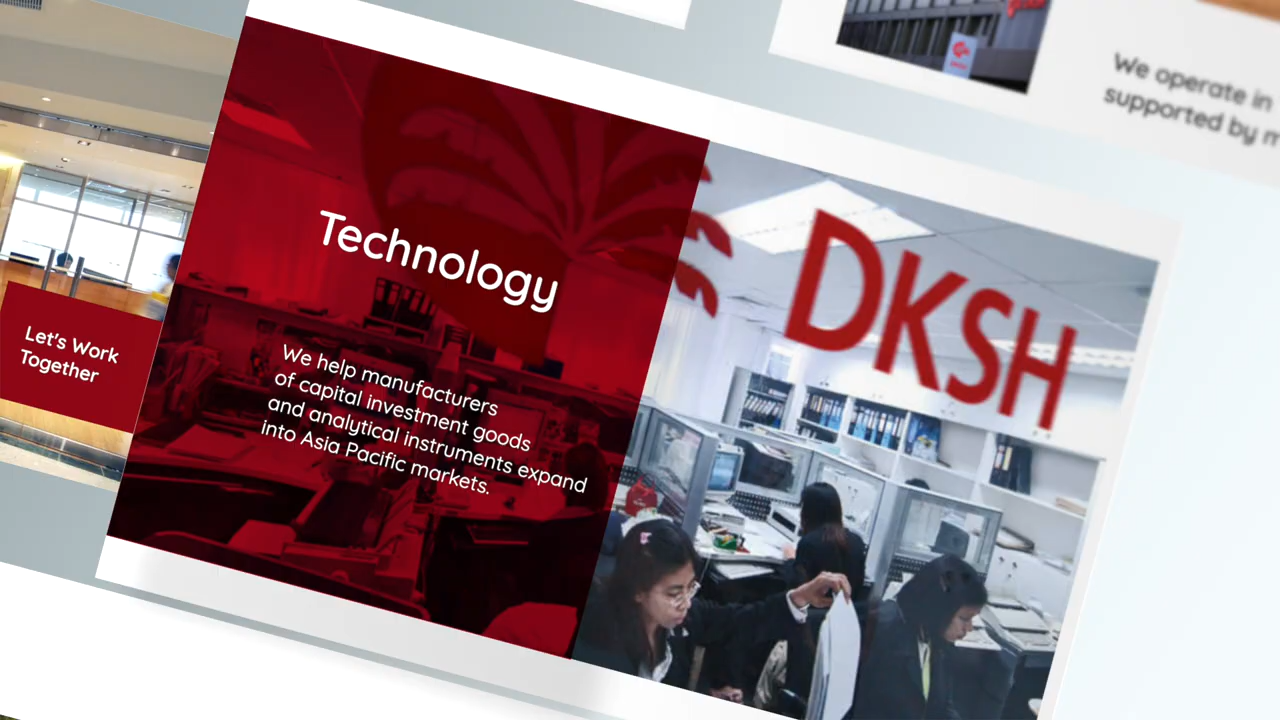 We operate in
supported by
Technology
We help manufacturers
of capital investment goods
and analytical instruments expand
into Asia Pacific markets.
DKSH
Let's Work
Together